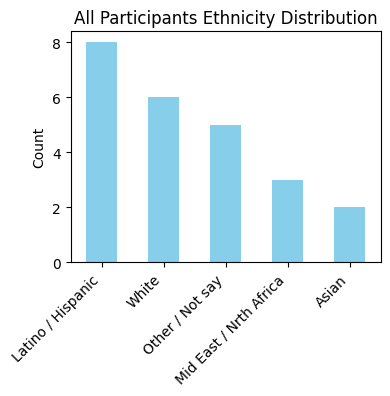 All Participants Ethnicity Distribution
8
6
4
2
0
Count
Latino / Hispanic
White
Other / Not say
Mid East / Nrth Africa
Asian